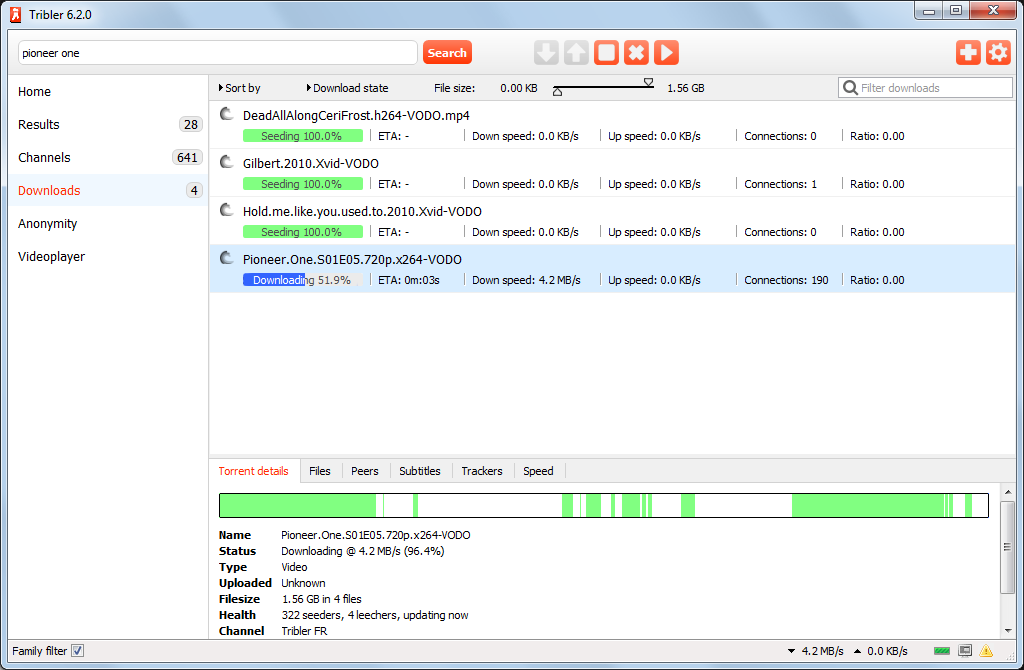 Tribler 6.2.0
pioneer one
Search
Home
Results 28
Channels 641
Downloads 4
Anonymity
Videoplayer
Sort by Download state File size: 0.00 KB 1.56 GB Filter downloads
DeadAllAlongCeriFrost.h264-VODO.mp4
Seeding 100.0% ETA: - Down speed: 0.0 KB/s Up speed: 0.0 KB/s Connections: 0 Ratio: 0.00
Gilbert.2010.Xvid-VODO
Seeding 100.0% ETA: - Down speed: 0.0 KB/s Up speed: 0.0 KB/s Connections: 1 Ratio: 0.00
Hold.me.like.you.used.to.2010.Xvid-VODO
Seeding 100.0% ETA: - Down speed: 0.0 KB/s Up speed: 0.0 KB/s Connections: 0 Ratio: 0.00
Pioneer.One.S01E05.720p.x264-VODO
Downloading 51.9% ETA: 0m:03s Down speed: 4.2 MB/s Up speed: 0.0 KB/s Connections: 190 Ratio: 0.00
Torrent details Files Peers Subtitles Trackers Speed
Name Pioneer.One.S01E05.720p.x264-VODO
Status Downloading @ 4.2 MB/s (96.4%)
Type Video
Uploaded Unknown
Filesize 1.56 GB in 4 files
Health 322 seeders, 4 leechers, updating now
Channel Tribler FR
Family filter 4.2 MB/s 0.0 KB/s